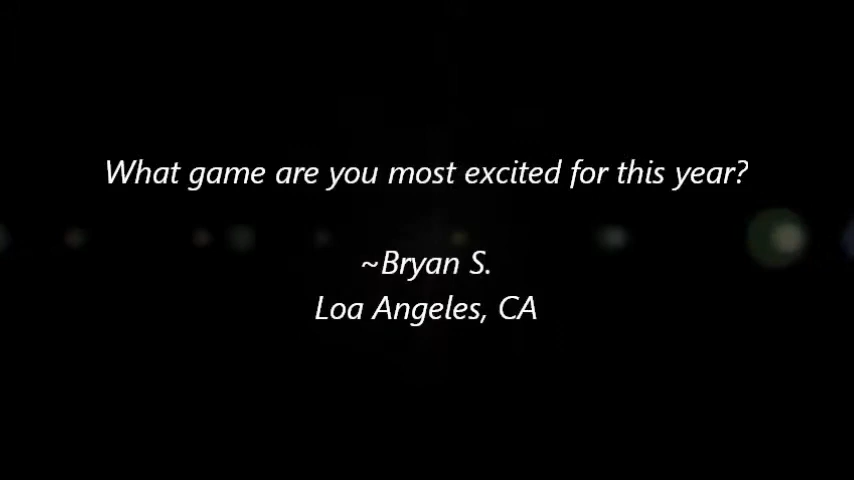 What game are you most excited for this year?
~Bryan S.
Loa Angeles, CA